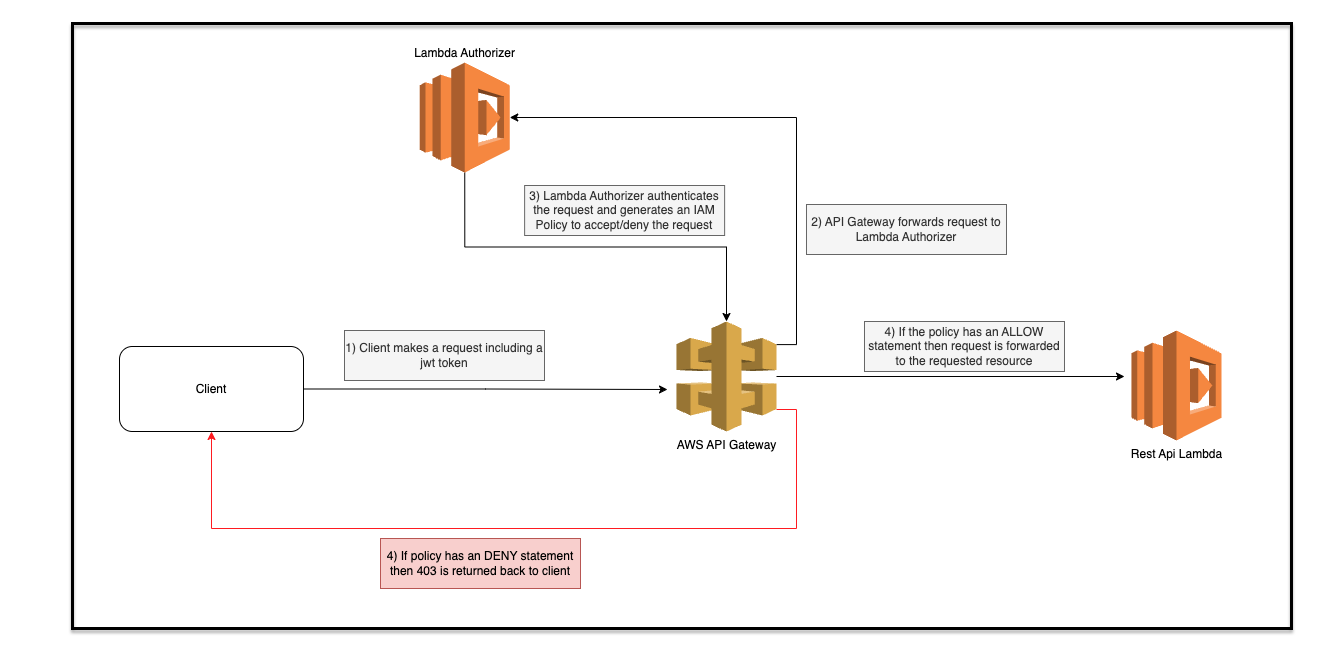 Lambda Authorizer
3) Lambda Authorizer authenticates
the request and generates an IAM
Policy to accept/deny the request
2) API Gateway forwards request to
Lambda Authorizer
1) Client makes a request including a
jwt token
4) If the policy has an ALLOW
statement then request is forwarded
to the requested resource
Client
AWS API Gateway
Rest Api Lambda
4) If policy has an DENY statement
then 403 is returned back to client